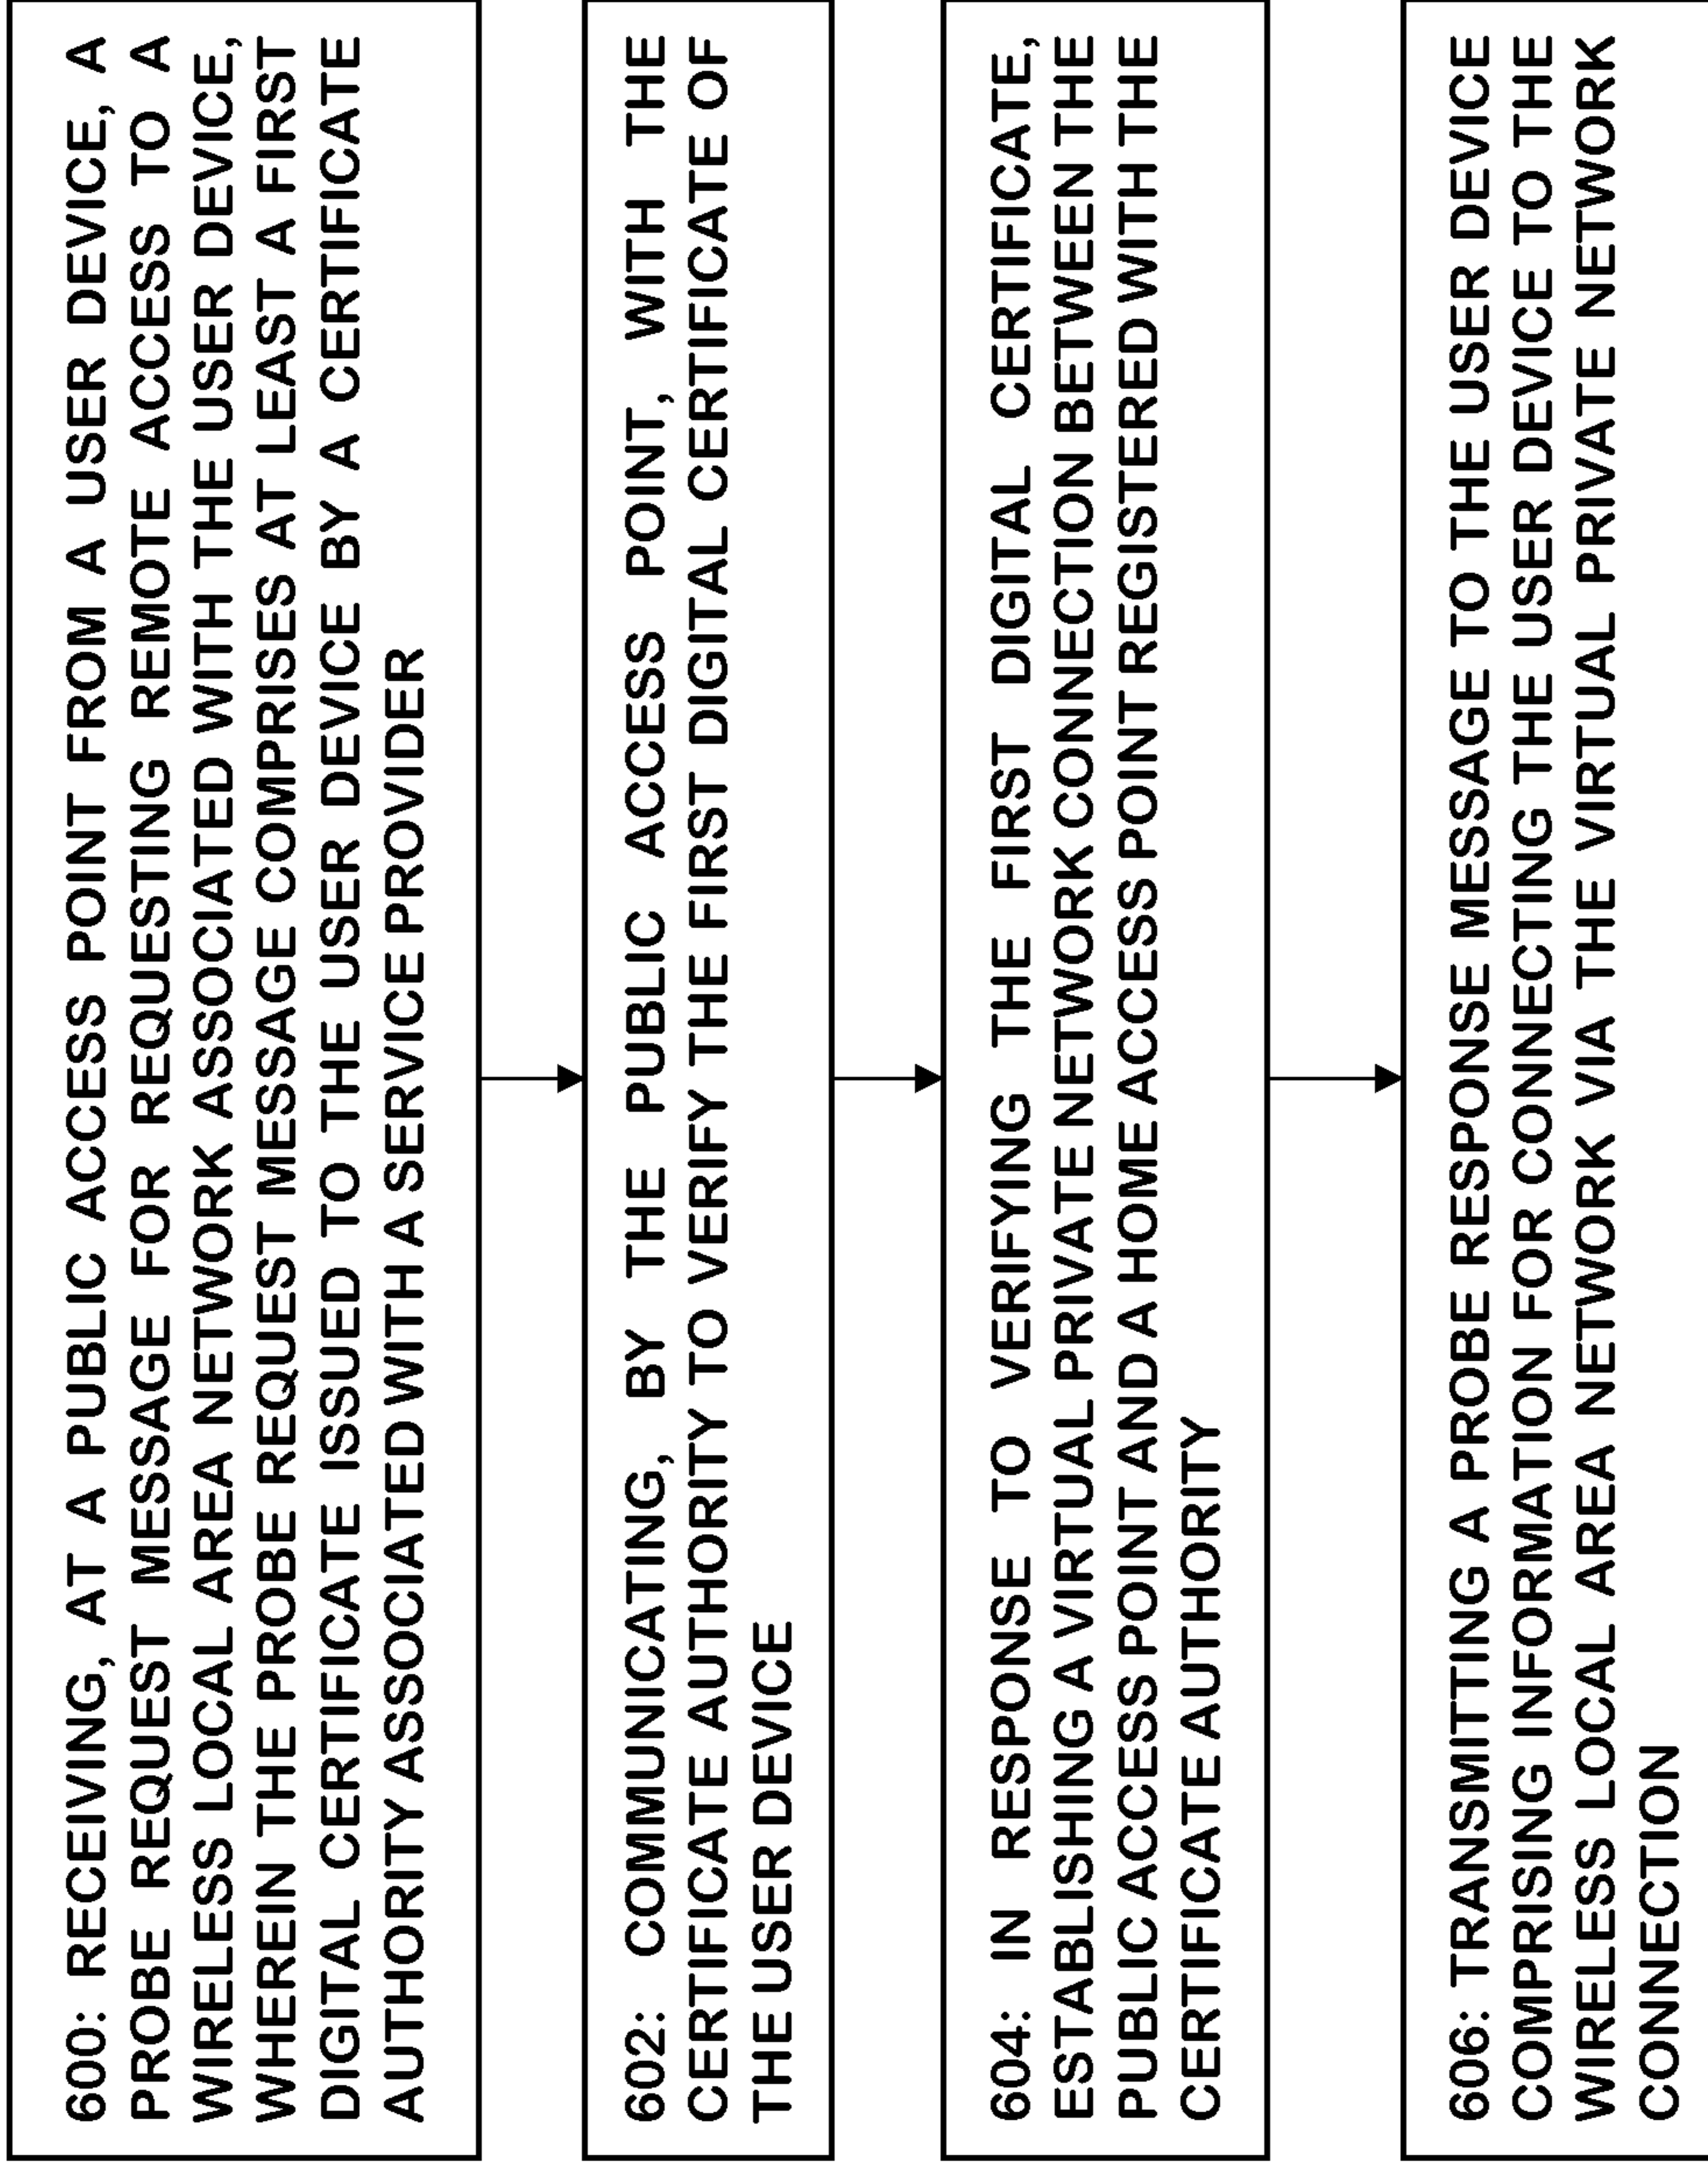 600: RECEIVING, AT A PUBLIC ACCESS POINT FROM A USER DEVICE, A
PROBE REQUEST MESSAGE FOR REQUESTING REMOTE ACCESS TO A
WIRELESS LOCAL AREA NETWORK ASSOCIATED WITH THE USER DEVICE,
WHEREIN THE PROBE REQUEST MESSAGE COMPRISES AT LEAST A FIRST
DIGITAL CERTIFICATE ISSUED TO THE USER DEVICE BY A CERTIFICATE
AUTHORITY ASSOCIATED WITH A SERVICE PROVIDER
602: COMMUNICATING, BY THE PUBLIC ACCESS POINT, WITH THE
CERTIFICATE AUTHORITY TO VERIFY THE FIRST DIGITAL CERTIFICATE OF
THE USER DEVICE
604: IN RESPONSE TO VERIFYING THE FIRST DIGITAL CERTIFICATE,
ESTABLISHING A VIRTUAL PRIVATE NETWORK CONNECTION BETWEEN THE
PUBLIC ACCESS POINT AND A HOME ACCESS POINT REGISTERED WITH THE
CERTIFICATE AUTHORITY
606: TRANSMITTING A PROBE RESPONSE MESSAGE TO THE USER DEVICE
COMPRISING INFORMATION FOR CONNECTING THE USER DEVICE TO THE
WIRELESS LOCAL AREA NETWORK VIA THE VIRTUAL PRIVATE NETWORK
CONNECTION